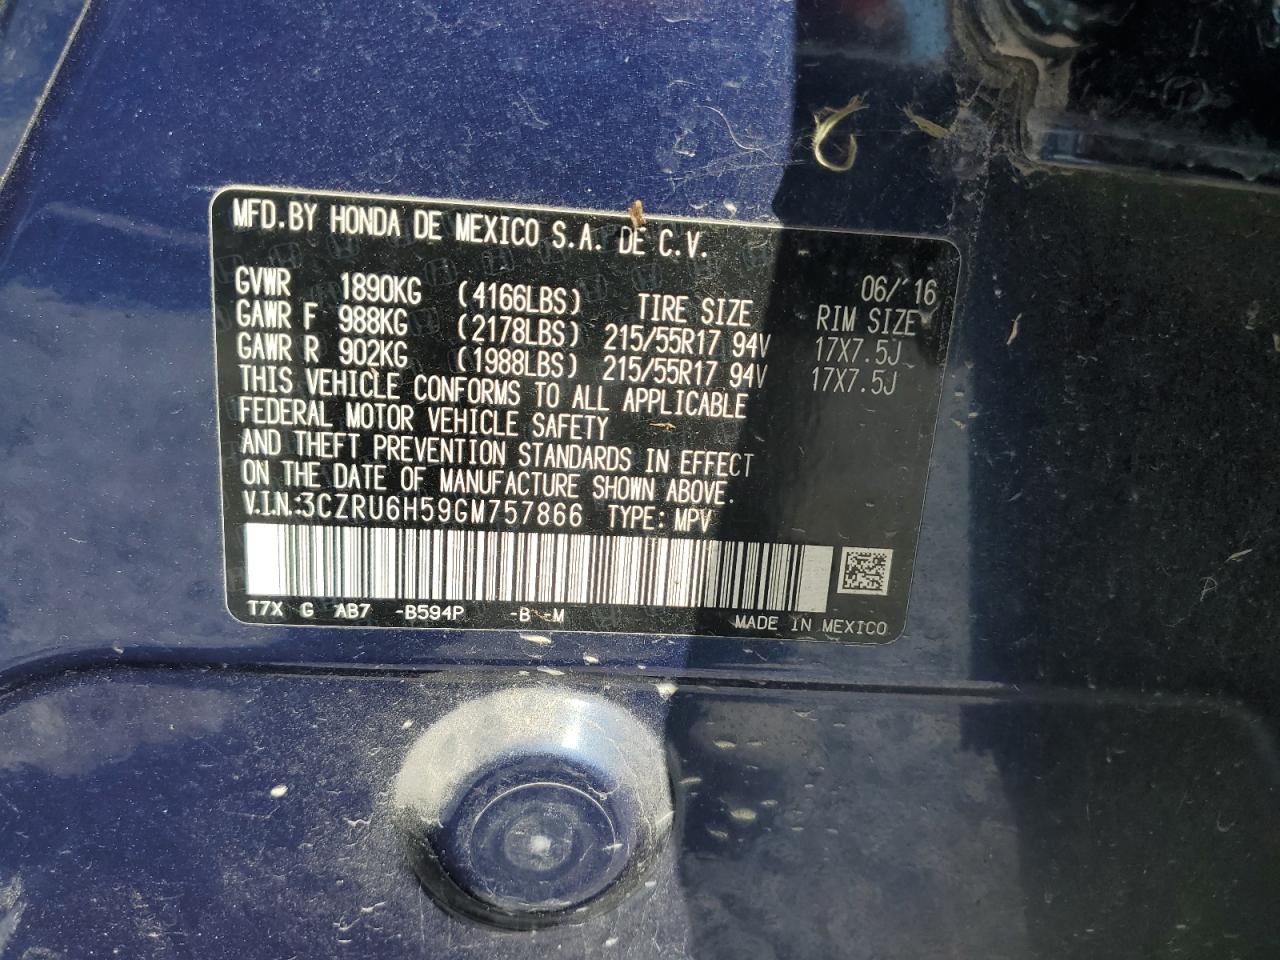 MFD.BY HONDA DE MEXICO S.A. DE C.V.
06/'16
GVWR 1890KG (4166LBS) TIRE SIZE RIM SIZE
GAWR F 988KG (2178LBS) 215/55R17 94V 17X7.5J
GAWR R 902KG (1988LBS) 215/55R17 94V 17X7.5J
THIS VEHICLE CONFORMS TO ALL APPLICABLE
FEDERAL MOTOR VEHICLE SAFETY
AND THEFT PREVENTION STANDARDS IN EFFECT
ON THE DATE OF MANUFACTURE SHOWN ABOVE.
V.I.N.:3CZRU6H59GM757866 TYPE: MPV
T7X G AB7 -B594P -B -M
MADE IN MEXICO